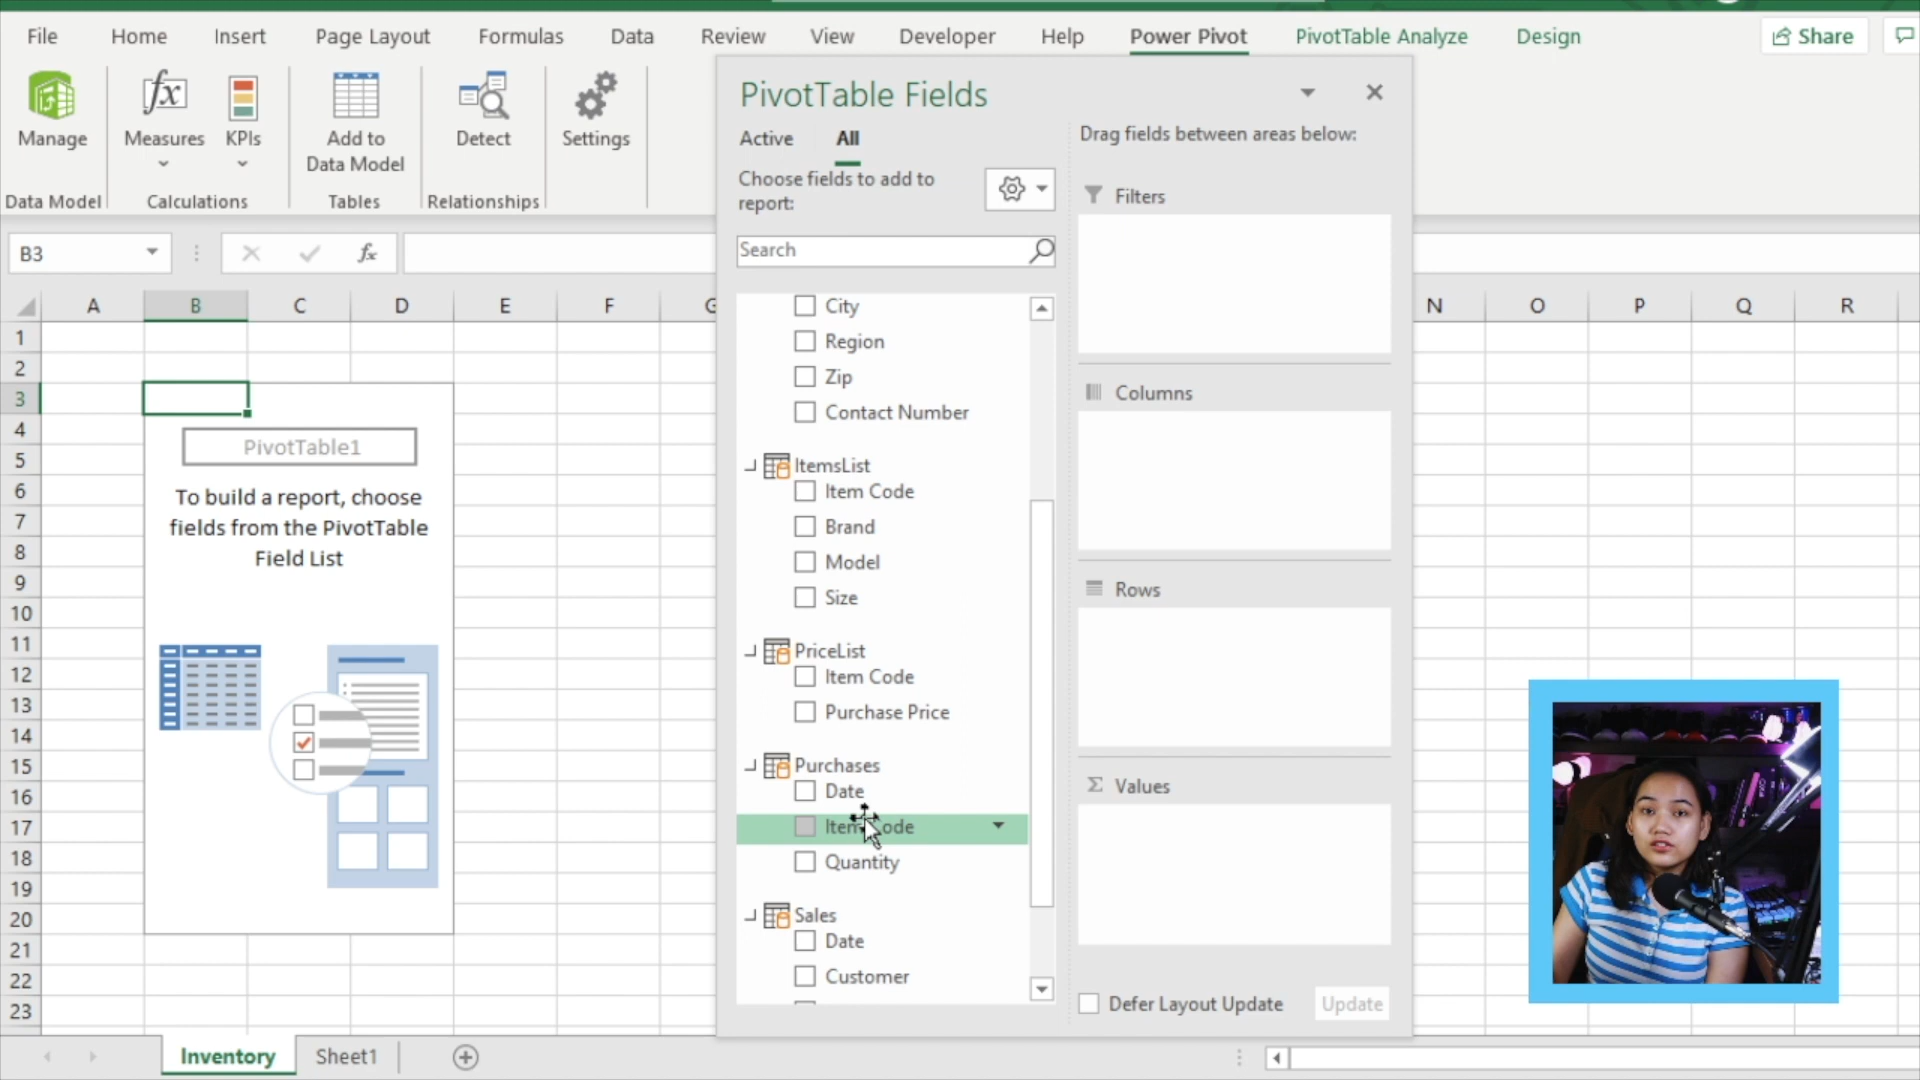 File Home Insert Page Layout Formulas Data Review View Developer Help Power Pivot PivotTable Analyze Design Share
Manage Measures KPIs Add to Data Model Detect Settings
Data Model Calculations Tables Relationships
B3 fx
A B C D E F G N O P Q R
1
2
3
4
5
6
7
8
9
10
11
12
13
14
15
16
17
18
19
20
21
22
23
PivotTable1
To build a report, choose
fields from the PivotTable
Field List
PivotTable Fields
Active All
Choose fields to add to
report:
Search
City
Region
Zip
Contact Number
ItemsList
Item Code
Brand
Model
Size
PriceList
Item Code
Purchase Price
Purchases
Date
Item Code
Quantity
Sales
Date
Customer
Drag fields between areas below:
Filters
Columns
Rows
Σ Values
Defer Layout Update Update
Inventory Sheet1